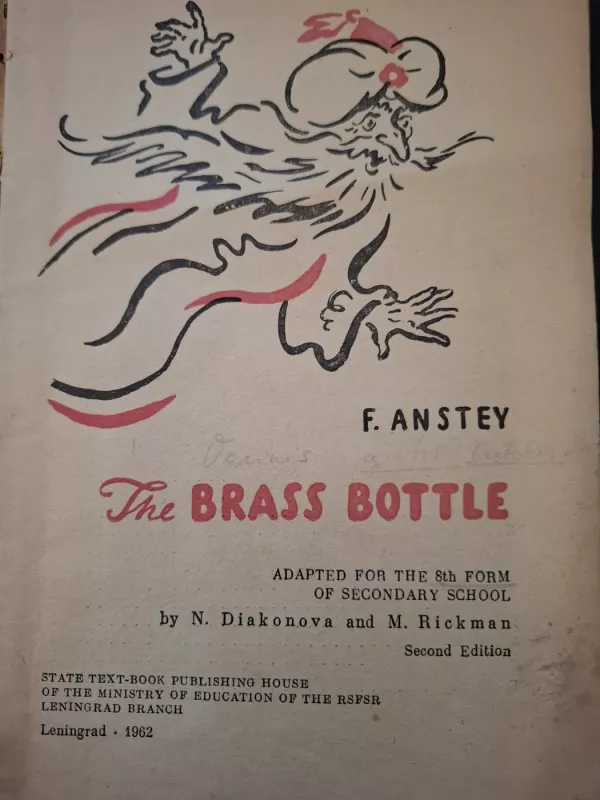 F. ANSTEY
The BRASS BOTTLE
ADAPTED FOR THE 8th FORM
OF SECONDARY SCHOOL
by N. Diakonova and M. Rickman
Second Edition
STATE TEXT-BOOK PUBLISHING HOUSE
OF THE MINISTRY OF EDUCATION OF THE RSFSR
LENINGRAD BRANCH
Leningrad · 1962